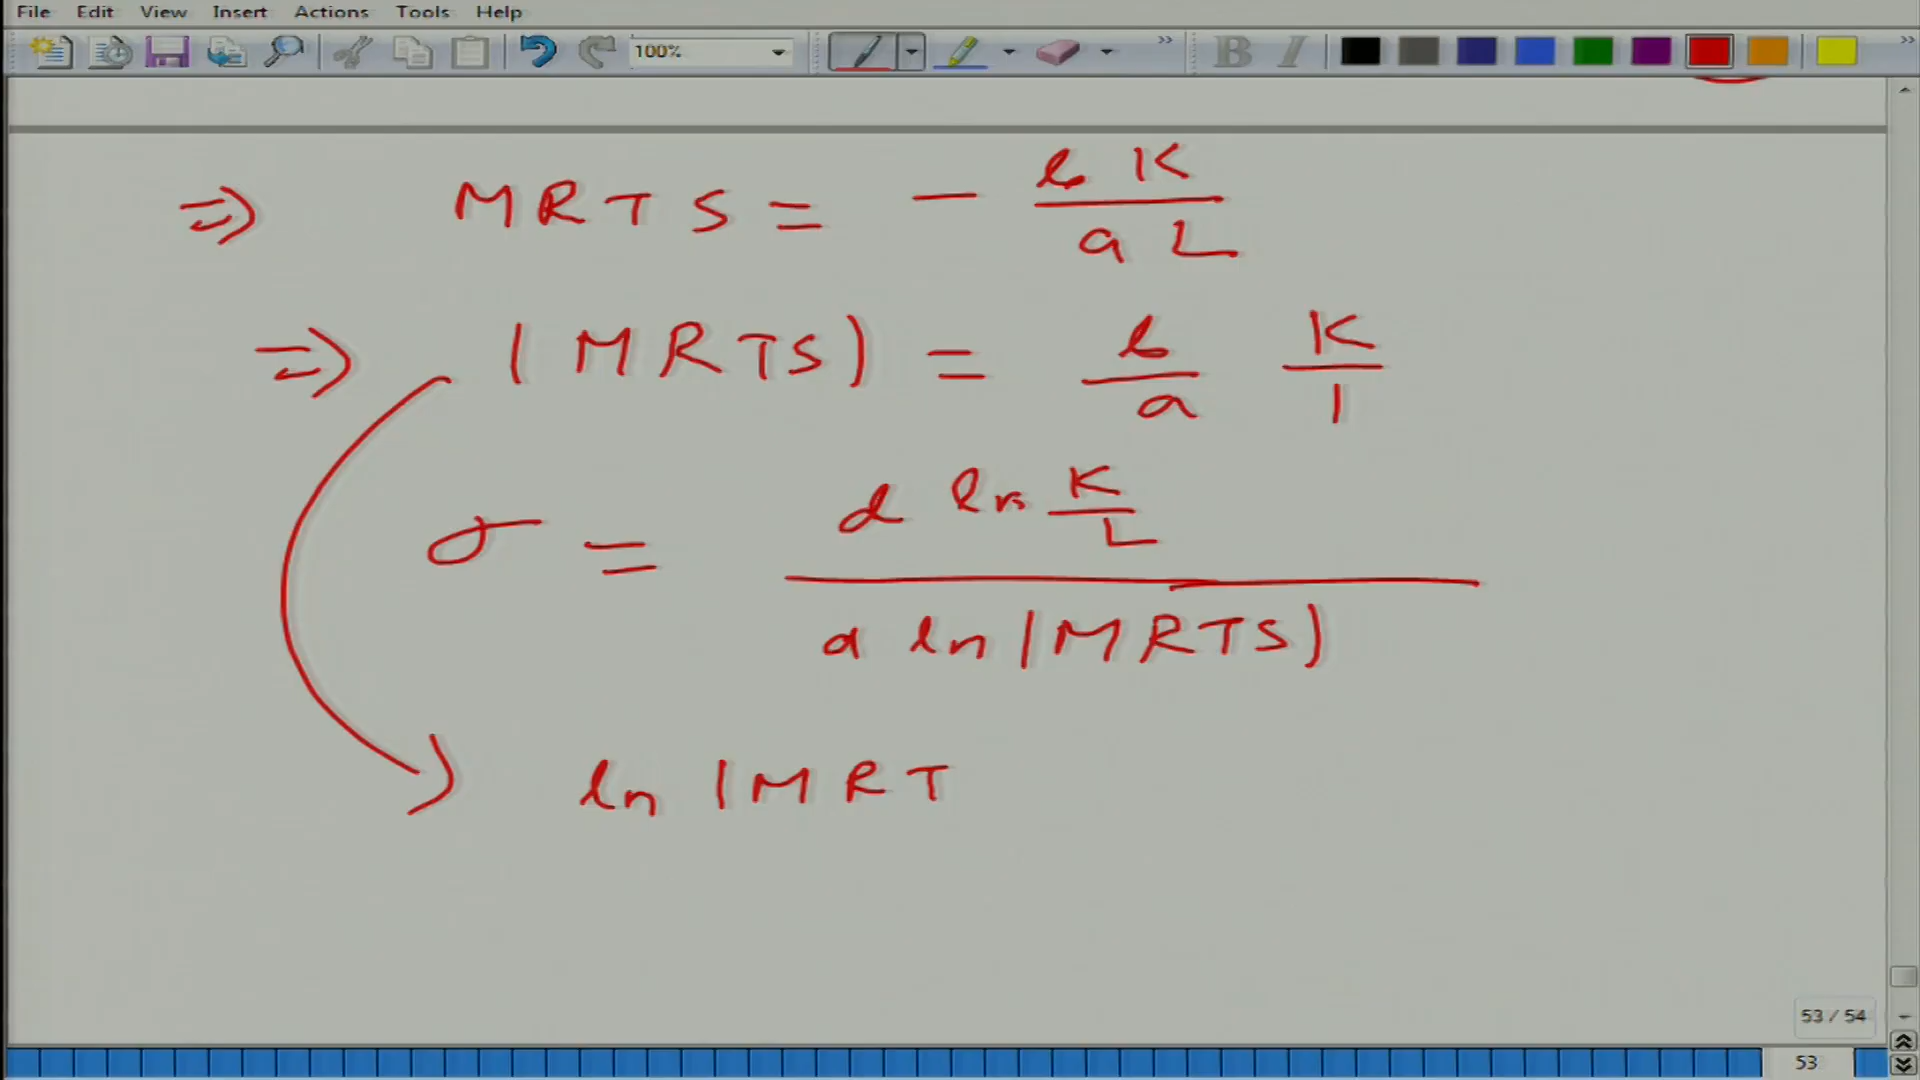 File Edit View Insert Actions Tools Help
100%
B I
⇒ MRTS = - bK / aL
⇒ |MRTS| = b/a K/L
σ = d ln K/L / d ln |MRTS|
ln |MRT
53 / 54
53